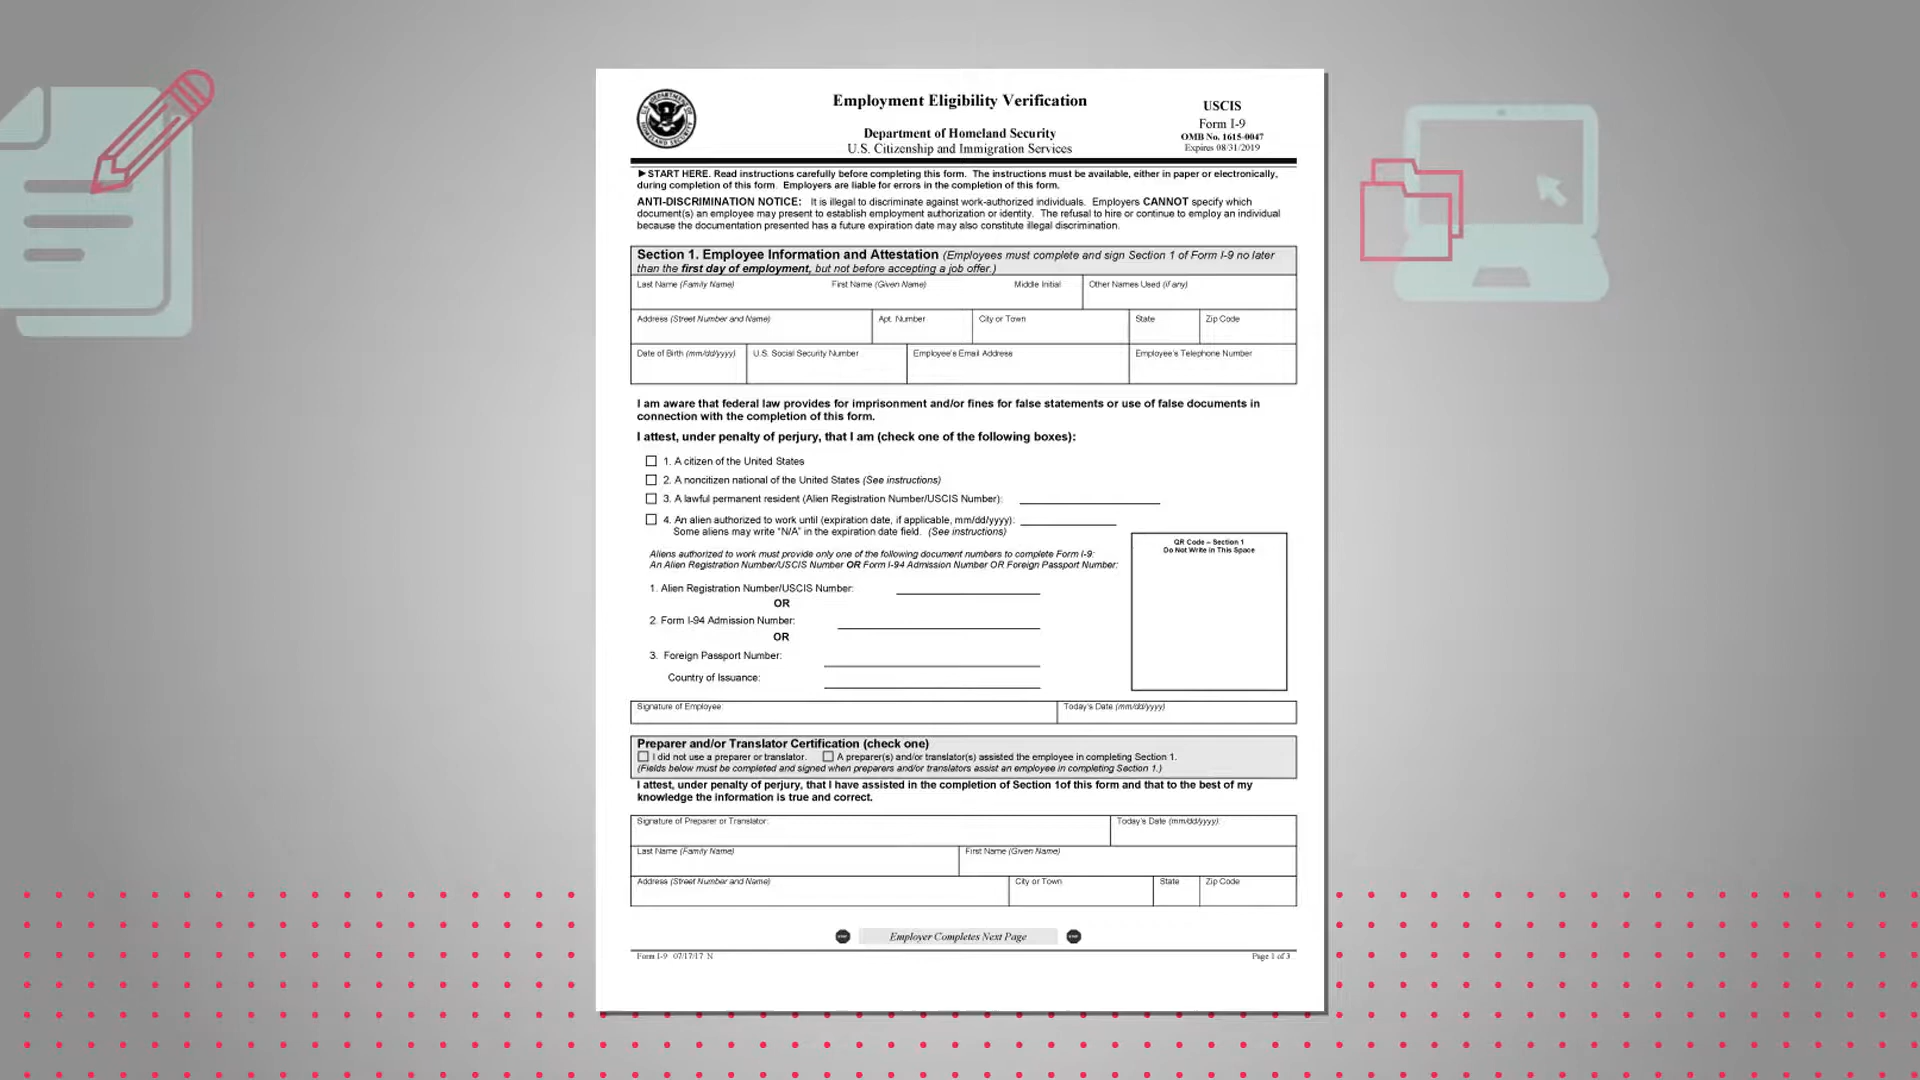 Employment Eligibility Verification
Department of Homeland Security
U.S. Citizenship and Immigration Services
USCIS
Form I-9
OMB No. 1615-0047
Expires 08/31/2019
►START HERE. Read instructions carefully before completing this form. The instructions must be available, either in paper or electronically,
during completion of this form. Employers are liable for errors in the completion of this form.
ANTI-DISCRIMINATION NOTICE: It is illegal to discriminate against work-authorized individuals. Employers CANNOT specify which
document(s) an employee may present to establish employment authorization or identity. The refusal to hire or continue to employ an individual
because the documentation presented has a future expiration date may also constitute illegal discrimination.
Section 1. Employee Information and Attestation (Employees must complete and sign Section 1 of Form I-9 no later
than the first day of employment, but not before accepting a job offer.)
Last Name (Family Name) First Name (Given Name) Middle Initial Other Names Used (if any)
Address (Street Number and Name) Apt. Number City or Town State Zip Code
Date of Birth (mm/dd/yyyy) U.S. Social Security Number Employee's Email Address Employee's Telephone Number
I am aware that federal law provides for imprisonment and/or fines for false statements or use of false documents in
connection with the completion of this form.
I attest, under penalty of perjury, that I am (check one of the following boxes):
1. A citizen of the United States
2. A noncitizen national of the United States (See instructions)
3. A lawful permanent resident (Alien Registration Number/USCIS Number):
4. An alien authorized to work until (expiration date, if applicable, mm/dd/yyyy):
Some aliens may write "N/A" in the expiration date field. (See instructions)
Aliens authorized to work must provide only one of the following document numbers to complete Form I-9:
An Alien Registration Number/USCIS Number OR Form I-94 Admission Number OR Foreign Passport Number:
1. Alien Registration Number/USCIS Number:
OR
2. Form I-94 Admission Number:
OR
3. Foreign Passport Number:
Country of Issuance:
QR Code – Section 1
Do Not Write in This Space
Signature of Employee: Today's Date (mm/dd/yyyy)
Preparer and/or Translator Certification (check one)
I did not use a preparer or translator. A preparer(s) and/or translator(s) assisted the employee in completing Section 1.
(Fields below must be completed and signed when preparers and/or translators assist an employee in completing Section 1.)
I attest, under penalty of perjury, that I have assisted in the completion of Section 1of this form and that to the best of my
knowledge the information is true and correct.
Signature of Preparer or Translator: Today's Date (mm/dd/yyyy):
Last Name (Family Name) First Name (Given Name)
Address (Street Number and Name) City or Town State Zip Code
Employer Completes Next Page
Form I-9 07/17/17 N Page 1 of 3